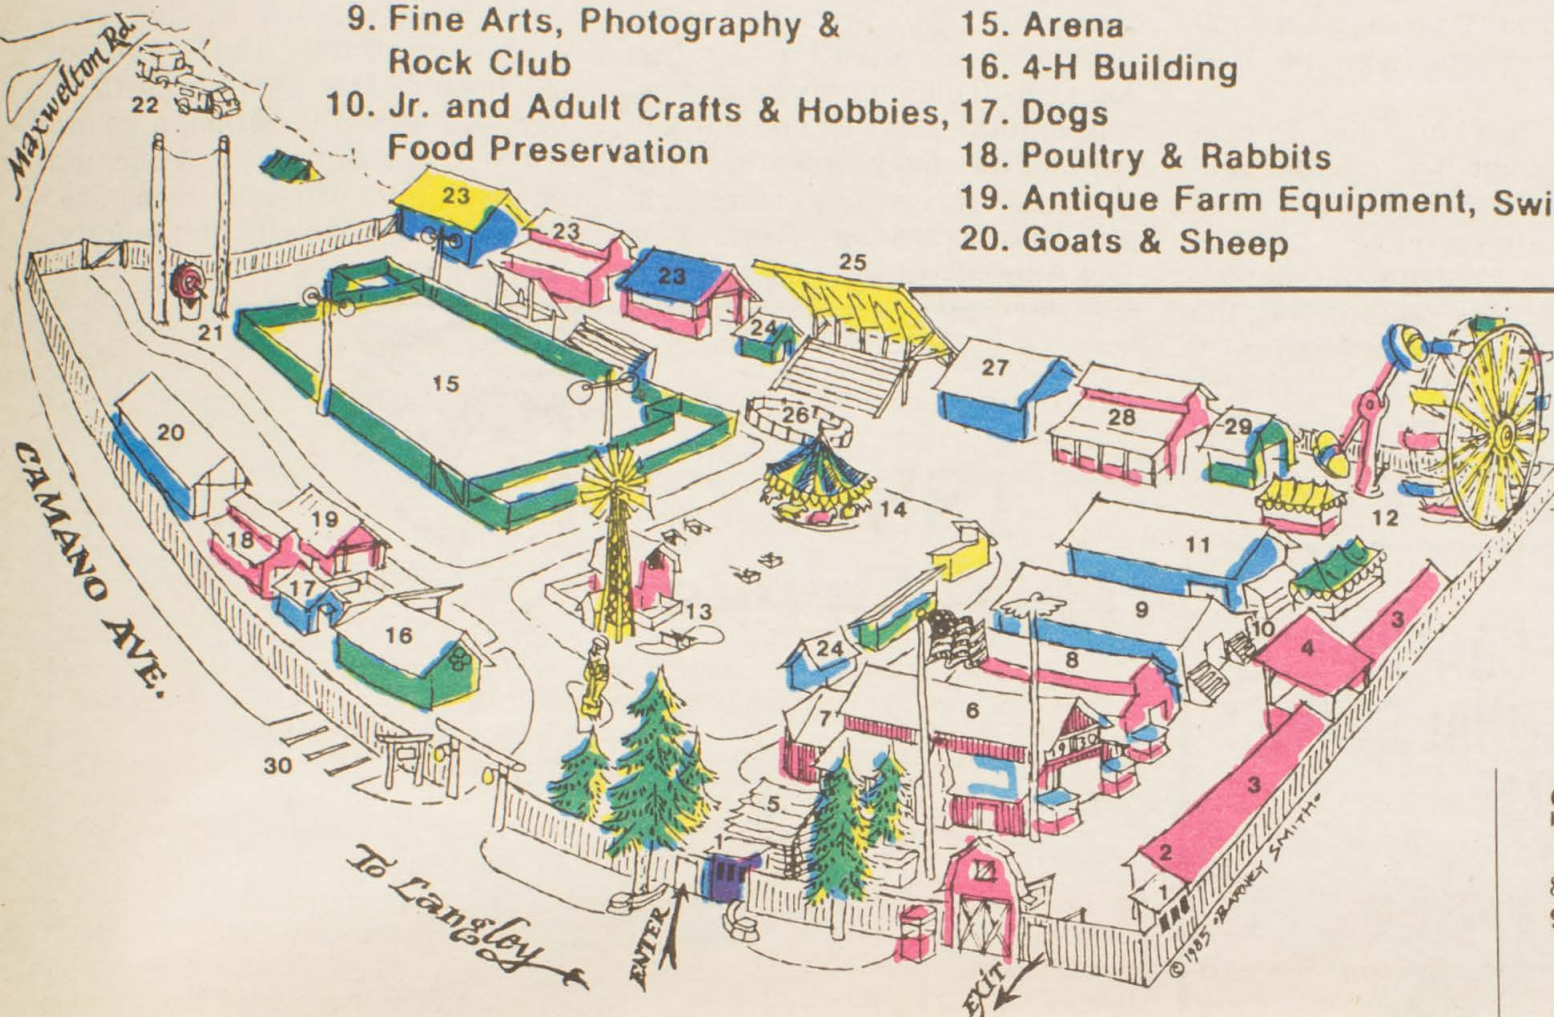 9. Fine Arts, Photography &
Rock Club
10. Jr. and Adult Crafts & Hobbies,
Food Preservation
15. Arena
16. 4-H Building
17. Dogs
18. Poultry & Rabbits
19. Antique Farm Equipment, Swi
20. Goats & Sheep
Maxwelton Rd.
22
23
23
23
25
24
21
15
27
26
28
29
20
14
12
19
11
18
17
13
9
16
10
3
24
8
4
7
6
CAMANO AVE.
30
5
3
1
2
1
To Langley
ENTER
EXIT
© 1985 BARNEY SMITH